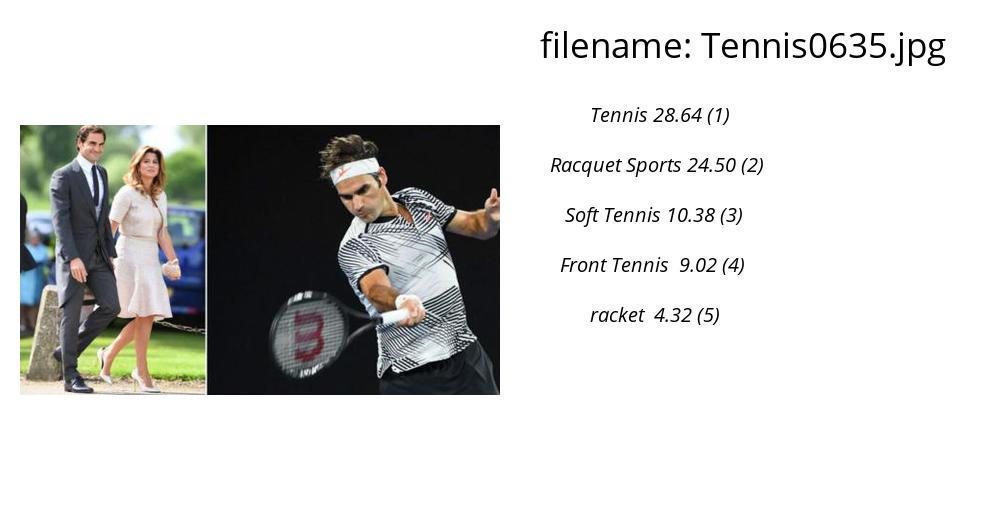 filename: Tennis0635.jpg
Tennis 28.64 (1)
Racquet Sports 24.50 (2)
Soft Tennis 10.38 (3)
Front Tennis  9.02 (4)
racket  4.32 (5)